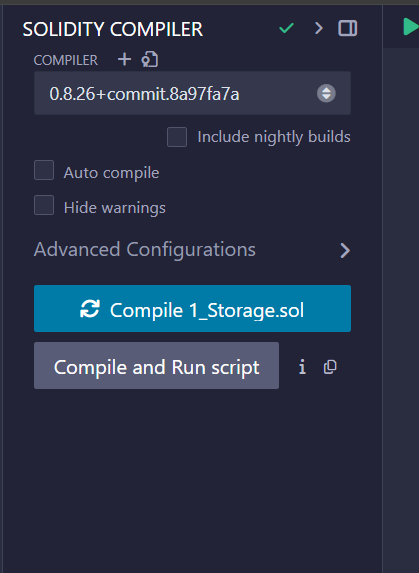 SOLIDITY COMPILER
COMPILER
0.8.26+commit.8a97fa7a
Include nightly builds
Auto compile
Hide warnings
Advanced Configurations
Compile 1_Storage.sol
Compile and Run script